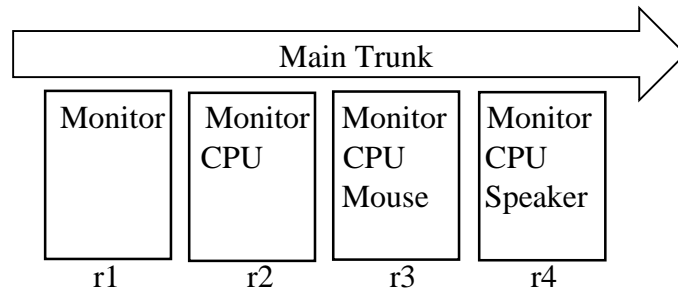 Main Trunk
Monitor
Monitor
CPU
Monitor
CPU
Mouse
Monitor
CPU
Speaker
r1
r2
r3
r4